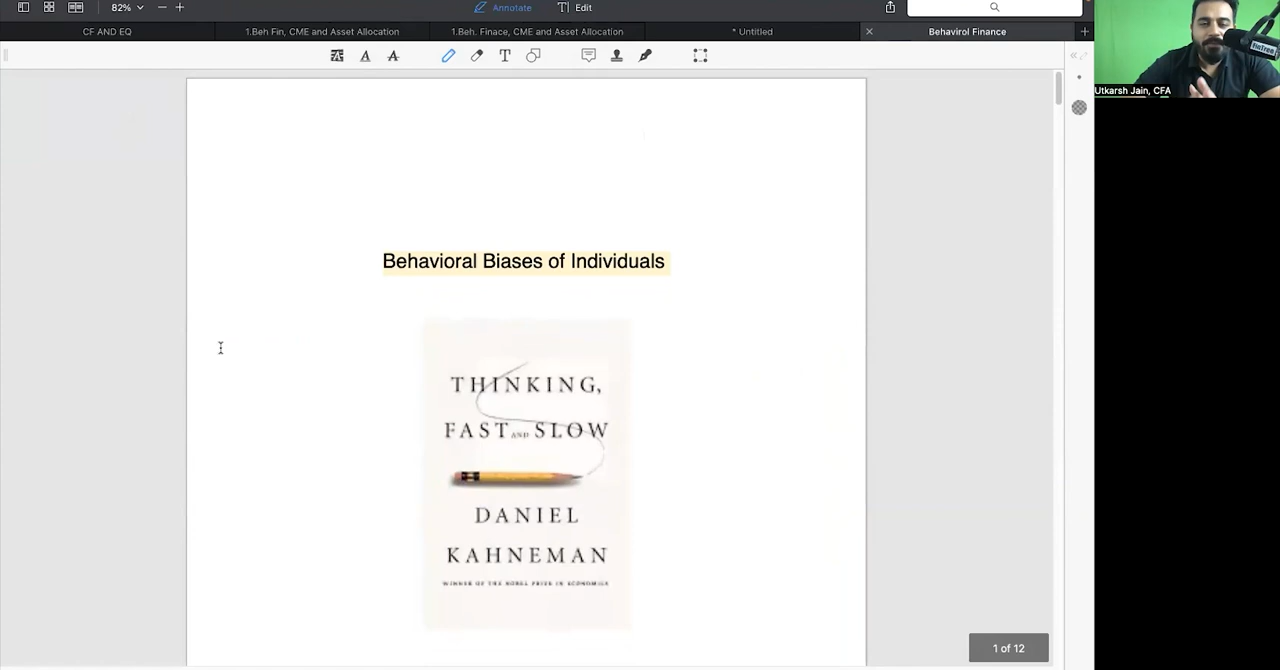 82%
Annotate
T Edit
CF AND EQ
1.Beh Fin, CME and Asset Allocation
1.Beh. Finace, CME and Asset Allocation
* Untitled
Behavirol Finance
A
A
T
FinTree
Utkarsh Jain, CFA
Behavioral Biases of Individuals
THINKING,
FAST AND SLOW
DANIEL
KAHNEMAN
WINNER OF THE NOBEL PRIZE IN ECONOMICS
1 of 12